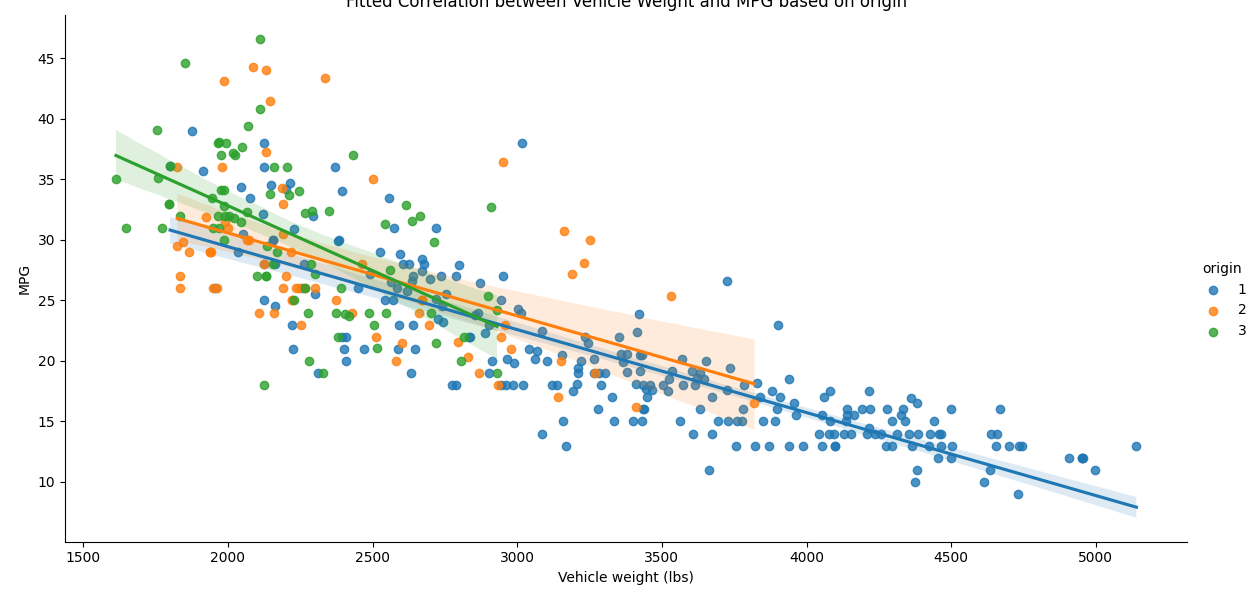 Fitted Correlation between Vehicle Weight and MPG based on origin
45
40
35
30
25
20
15
10
MPG
1500 2000 2500 3000 3500 4000 4500 5000
Vehicle weight (lbs)
origin
1
2
3